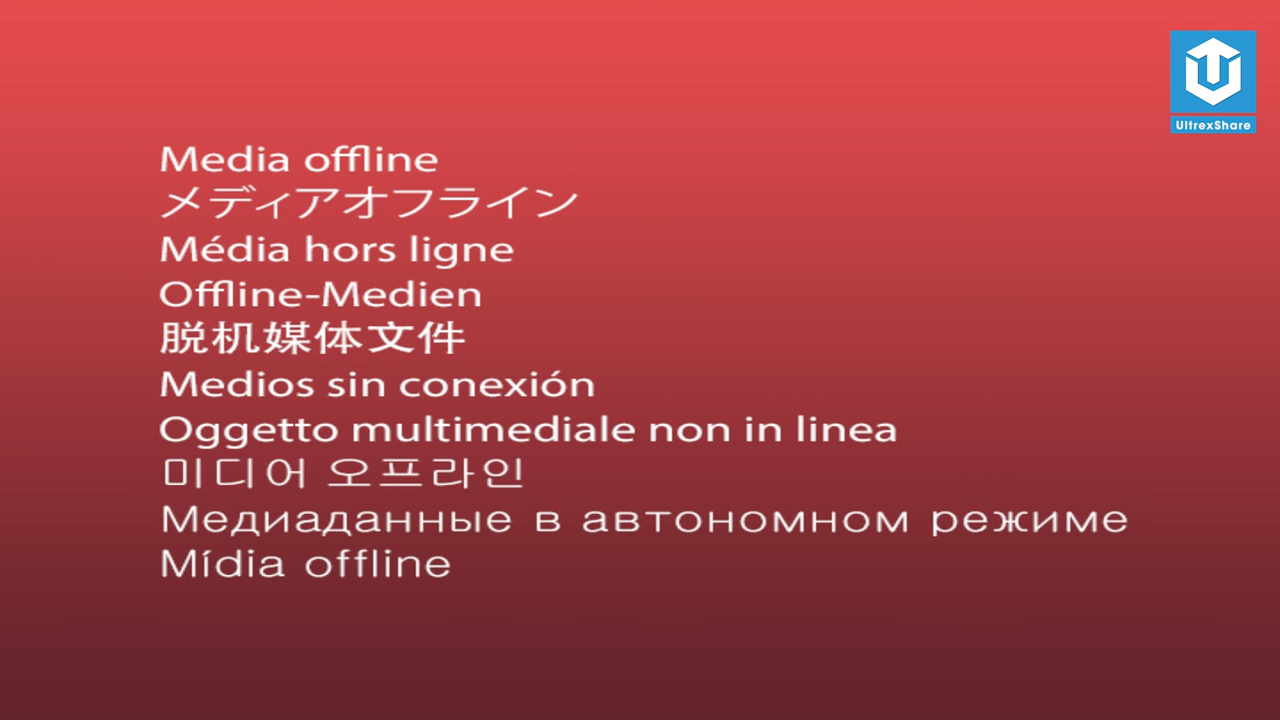 UltrexShare
Media offline
メディアオフライン
Média hors ligne
Offline-Medien
脱机媒体文件
Medios sin conexión
Oggetto multimediale non in linea
미디어 오프라인
Медиаданные в автономном режиме
Mídia offline